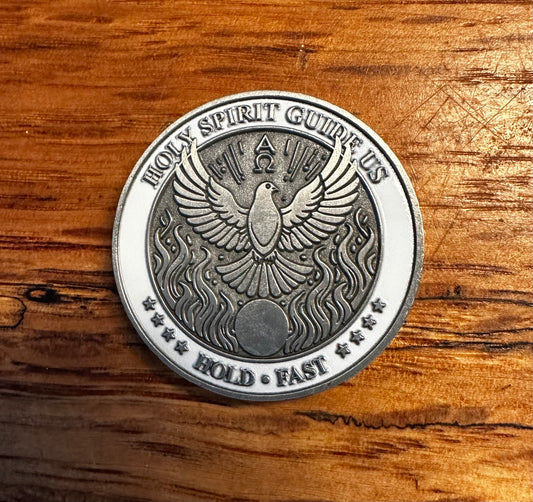 HOLY SPIRIT GUIDE US
Α
Ω
HOLD • FAST